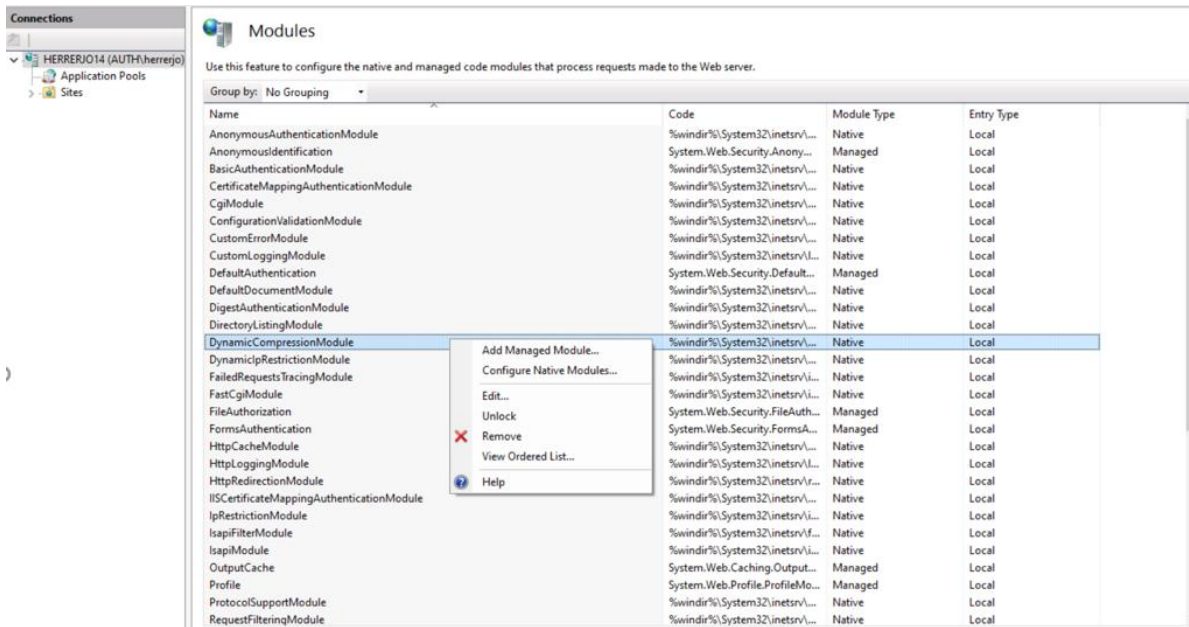 Connections
HERRERJO14 (AUTH\herrerjo)
Application Pools
Sites
Modules
Use this feature to configure the native and managed code modules that process requests made to the Web server.
Group by: No Grouping
Name Code Module Type Entry Type
AnonymousAuthenticationModule %windir%\System32\inetsrv\... Native Local
AnonymousIdentification System.Web.Security.Anony... Managed Local
BasicAuthenticationModule %windir%\System32\inetsrv\... Native Local
CertificateMappingAuthenticationModule %windir%\System32\inetsrv\... Native Local
CgiModule %windir%\System32\inetsrv\... Native Local
ConfigurationValidationModule %windir%\System32\inetsrv\... Native Local
CustomErrorModule %windir%\System32\inetsrv\... Native Local
CustomLoggingModule %windir%\System32\inetsrv\l... Native Local
DefaultAuthentication System.Web.Security.Default... Managed Local
DefaultDocumentModule %windir%\System32\inetsrv\... Native Local
DigestAuthenticationModule %windir%\System32\inetsrv\... Native Local
DirectoryListingModule %windir%\System32\inetsrv\... Native Local
DynamicCompressionModule %windir%\System32\inetsrv\... Native Local
DynamicIpRestrictionModule %windir%\System32\inetsrv\... Native Local
FailedRequestsTracingModule %windir%\System32\inetsrv\i... Native Local
FastCgiModule %windir%\System32\inetsrv\i... Native Local
FileAuthorization System.Web.Security.FileAuth... Managed Local
FormsAuthentication System.Web.Security.FormsA... Managed Local
HttpCacheModule %windir%\System32\inetsrv\... Native Local
HttpLoggingModule %windir%\System32\inetsrv\l... Native Local
HttpRedirectionModule %windir%\System32\inetsrv\r... Native Local
IISCertificateMappingAuthenticationModule %windir%\System32\inetsrv\... Native Local
IpRestrictionModule %windir%\System32\inetsrv\i... Native Local
IsapiFilterModule %windir%\System32\inetsrv\f... Native Local
IsapiModule %windir%\System32\inetsrv\i... Native Local
OutputCache System.Web.Caching.Output... Managed Local
Profile System.Web.Profile.ProfileMo... Managed Local
ProtocolSupportModule %windir%\System32\inetsrv\... Native Local
RequestFilteringModule %windir%\System32\inetsrv\... Native Local
Add Managed Module...
Configure Native Modules...
Edit...
Unlock
Remove
View Ordered List...
Help